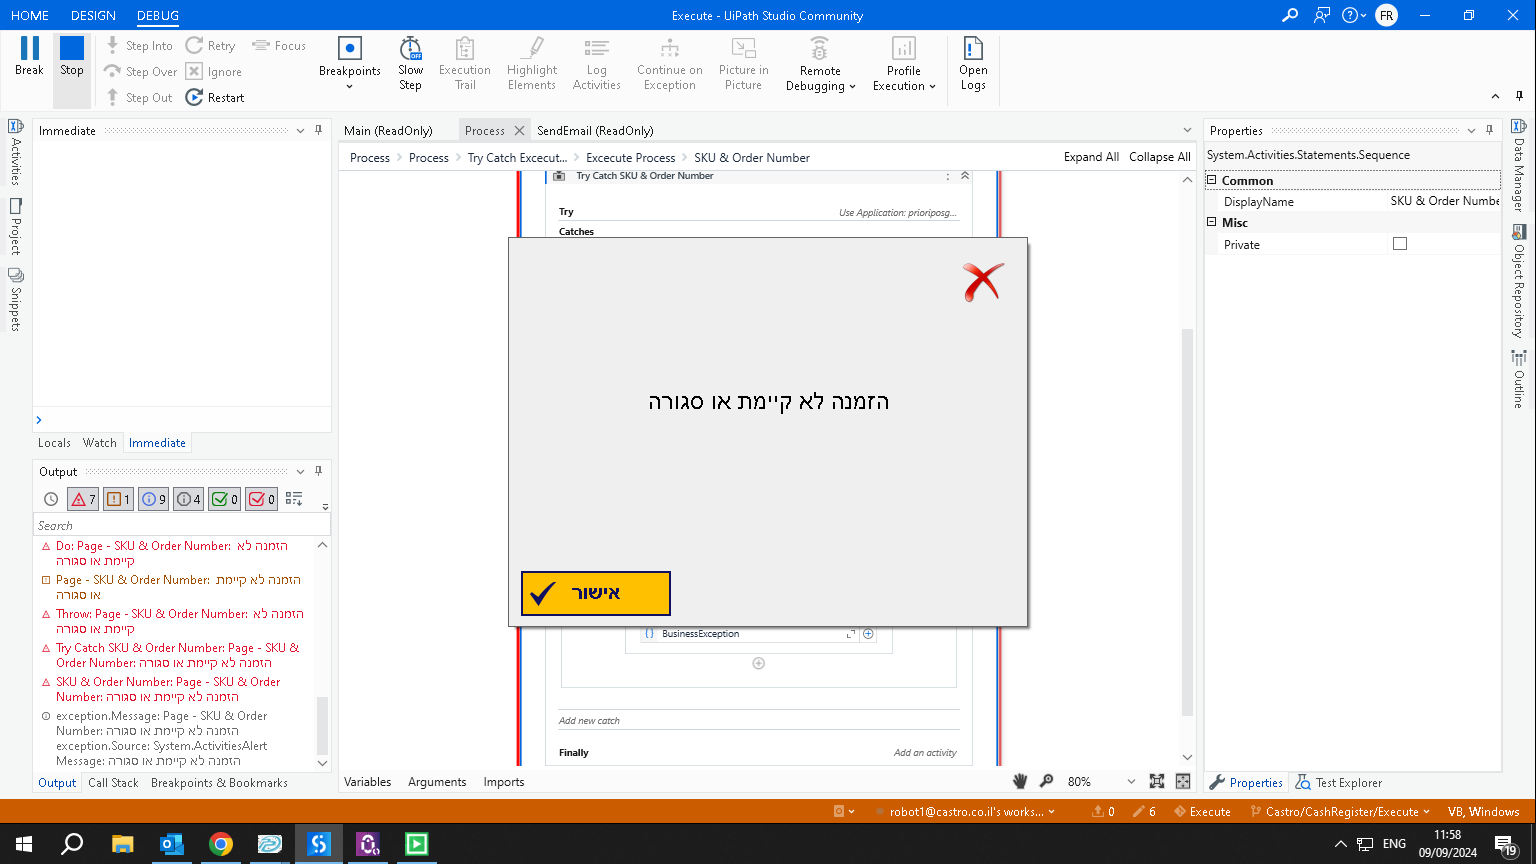 HOME DESIGN DEBUG
Execute - UiPath Studio Community
FR
Break
Stop
Step Into
Step Over
Step Out
Retry
Ignore
Restart
Focus
Breakpoints
Slow Step
Execution Trail
Highlight Elements
Log Activities
Continue on Exception
Picture in Picture
Remote Debugging
Profile Execution
Open Logs
Activities
Project
Snippets
Immediate
Locals Watch Immediate
Output
7 1 9 4 0 0
Search
Do: Page - SKU & Order Number: הזמנה לא
קיימת או סגורה
Page - SKU & Order Number: הזמנה לא קיימת
או סגורה
Throw: Page - SKU & Order Number: הזמנה לא
קיימת או סגורה
Try Catch SKU & Order Number: Page - SKU &
Order Number: הזמנה לא קיימת או סגורה
SKU & Order Number: Page - SKU & Order
Number: הזמנה לא קיימת או סגורה
exception.Message: Page - SKU & Order
Number: הזמנה לא קיימת או סגורה
exception.Source: System.ActivitiesAlert
Message: הזמנה לא קיימת או סגורה
Output Call Stack Breakpoints & Bookmarks
Main (ReadOnly) Process SendEmail (ReadOnly)
Process Process Try Catch Excecut... Excecute Process SKU & Order Number
Expand All Collapse All
Try Catch SKU & Order Number
Try
Use Application: prioriposg...
Catches
הזמנה לא קיימת או סגורה
אישור
BusinessException
Add new catch
Finally
Add an activity
Variables Arguments Imports
80%
Properties
System.Activities.Statements.Sequence
Common
DisplayName SKU & Order Numbe
Misc
Private
Properties Test Explorer
Data Manager
Object Repository
Outline
robot1@castro.co.il's works...
0 6 Execute Castro/CashRegister/Execute VB, Windows
ENG
11:58
09/09/2024
19